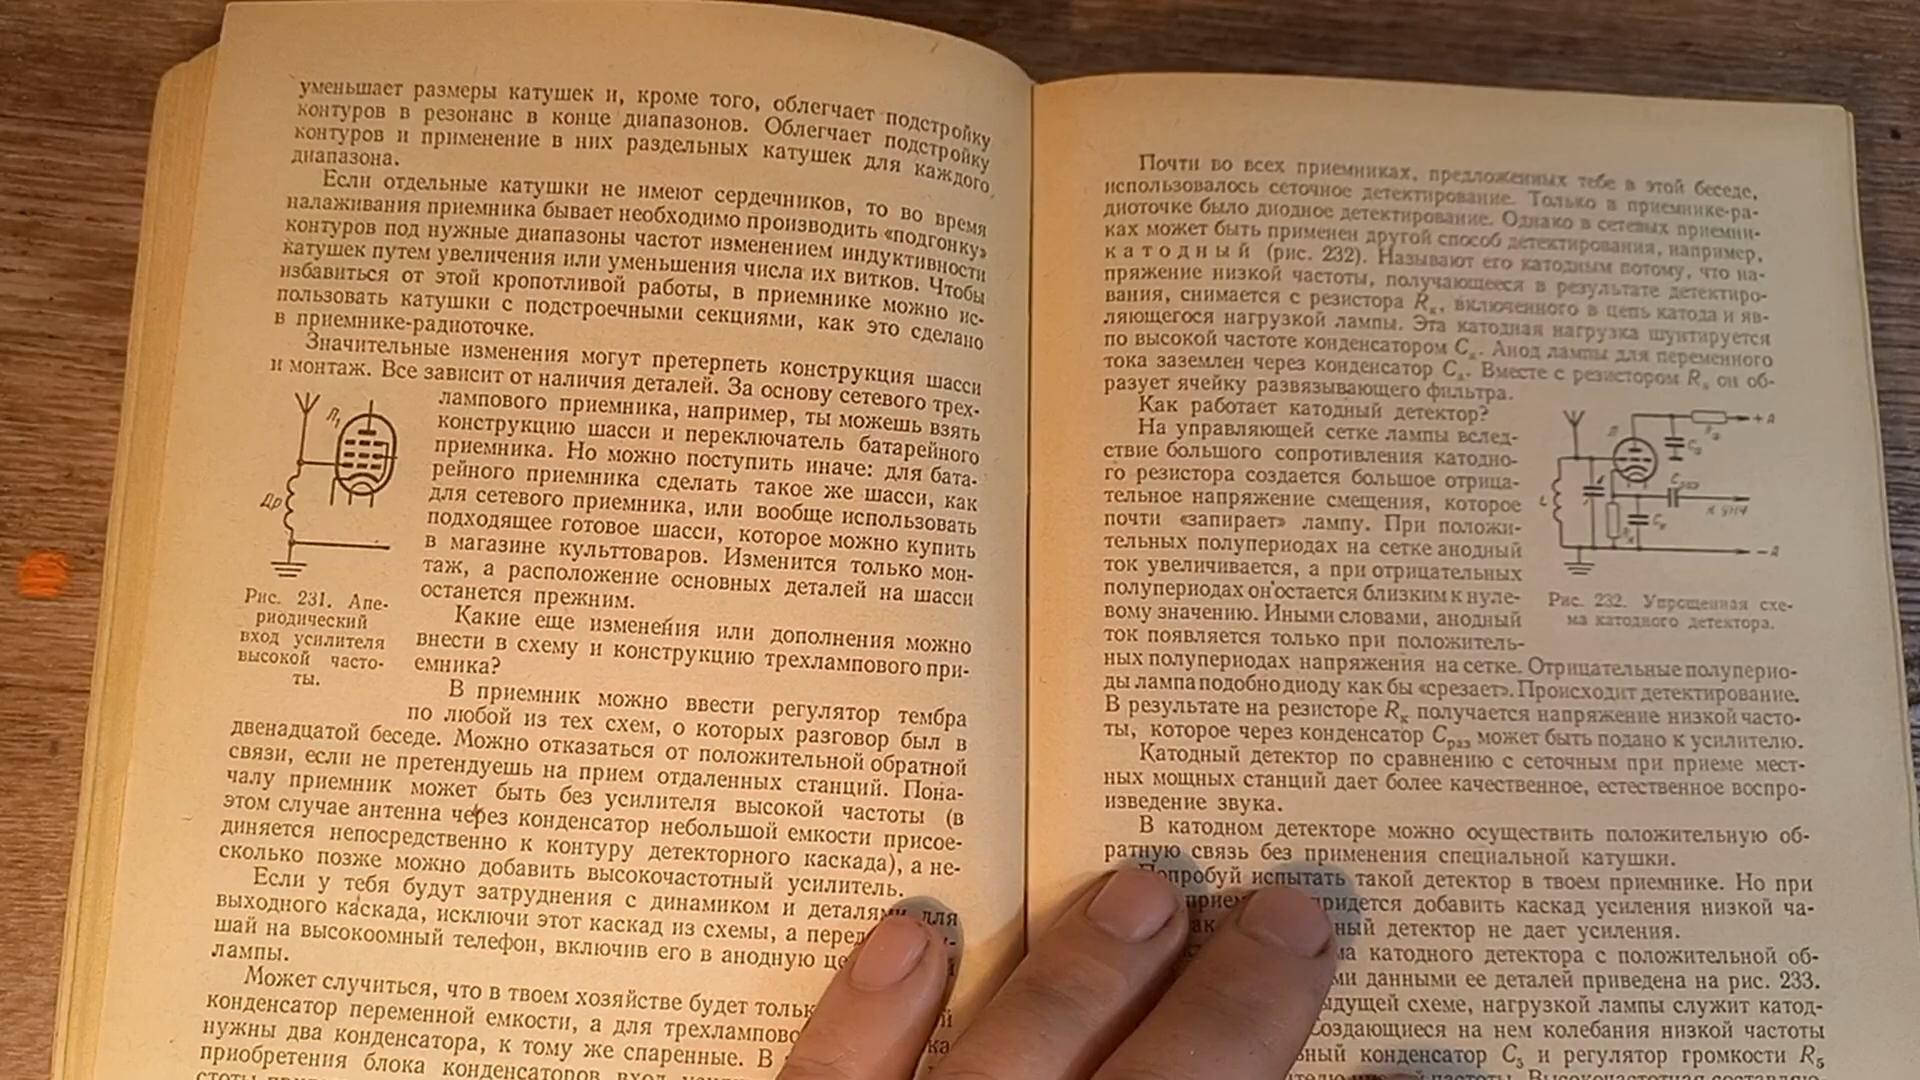 уменьшает размеры катушек и, кроме того, облегчает подстройку
контуров в резонанс в конце диапазонов. Облегчает подстройку
контуров и применение в них раздельных катушек для каждого
диапазона.
Если отдельные катушки не имеют сердечников, то во время
налаживания приемника бывает необходимо производить «подгонку»
контуров под нужные диапазоны частот изменением индуктивности
катушек путем увеличения или уменьшения числа их витков. Чтобы
избавиться от этой кропотливой работы, в приемнике можно ис-
пользовать катушки с подстроечными секциями, как это сделано
в приемнике-радиоточке.
Значительные изменения могут претерпеть конструкция шасси
и монтаж. Все зависит от наличия деталей. За основу сетевого трех-
лампового приемника, например, ты можешь взять
конструкцию шасси и переключатель батарейного
приемника. Но можно поступить иначе: для бата-
рейного приемника сделать такое же шасси, как
для сетевого приемника, или вообще использовать
подходящее готовое шасси, которое можно купить
в магазине культтоваров. Изменится только мон-
таж, а расположение основных деталей на шасси
останется прежним.
Какие еще изменения или дополнения можно
внести в схему и конструкцию трехлампового при-
емника?
В приемник можно ввести регулятор тембра
по любой из тех схем, о которых разговор был в
двенадцатой беседе. Можно отказаться от положительной обратной
связи, если не претендуешь на прием отдаленных станций. Пона-
чалу приемник может быть без усилителя высокой частоты (в
этом случае антенна через конденсатор небольшой емкости присое-
диняется непосредственно к контуру детекторного каскада), а не-
сколько позже можно добавить высокочастотный усилитель.
Если у тебя будут затруднения с динамиком и деталями для
выходного каскада, исключи этот каскад из схемы, а
шай на высокоомный телефон, включив его в анодную
лампы.
Может случиться, что в твоем хозяйстве будет
конденсатор переменной емкости, а для
нужны два конденсатора, к тому же спаренные. В
приобретения блока конденсаторов вход
Л₁
Др
Рис. 231. Апе-
риодический
вход усилителя
высокой часто-
ты.
Почти во всех приемниках, предложенных тебе в этой беседе,
использовалось сеточное детектирование. Только в приемнике-ра-
диоточке было диодное детектирование. Однако в сетевых приемни-
ках может быть применен другой способ детектирования, например,
катодный (рис. 232). Называют его катодным потому, что на-
пряжение низкой частоты, получающееся в результате детектиро-
вания, снимается с резистора Rк, включенного в цепь катода и яв-
ляющегося нагрузкой лампы. Эта катодная нагрузка шунтируется
по высокой частоте конденсатором Cк. Анод лампы для переменного
тока заземлен через конденсатор Cа. Вместе с резистором Rа он об-
разует ячейку развязывающего фильтра.
Как работает катодный детектор?
На управляющей сетке лампы вслед-
ствие большого сопротивления катодно-
го резистора создается большое отрица-
тельное напряжение смещения, которое
почти «запирает» лампу. При положи-
тельных полупериодах на сетке анодный
ток увеличивается, а при отрицательных
полупериодах он остается близким к нуле-
вому значению. Иными словами, анодный
ток появляется только при положитель-
ных полупериодах напряжения на сетке. Отрицательные полуперио-
ды лампа подобно диоду как бы «срезает». Происходит детектирование.
В результате на резисторе Rк получается напряжение низкой часто-
ты, которое через конденсатор Cраз может быть подано к усилителю.
Катодный детектор по сравнению с сеточным при приеме мест-
ных мощных станций дает более качественное, естественное воспро-
изведение звука.
В катодном детекторе можно осуществить положительную об-
ратную связь без применения специальной катушки.
Попробуй испытать такой детектор в твоем приемнике. Но при
придется добавить каскад усиления низкой ча-
детектор не дает усиления.
катодного детектора с положительной об-
данными ее деталей приведена на рис. 233.
схеме, нагрузкой лампы служит катод-
Создающиеся на нем колебания низкой частоты
конденсатор C₅ и регулятор громкости R₅
частоты. Высокочастотная
Л
+А
Rа
Cа
Cраз
к УНЧ
L
Rк
Cк
−А
Рис. 232. Упрощенная схе-
ма катодного детектора.